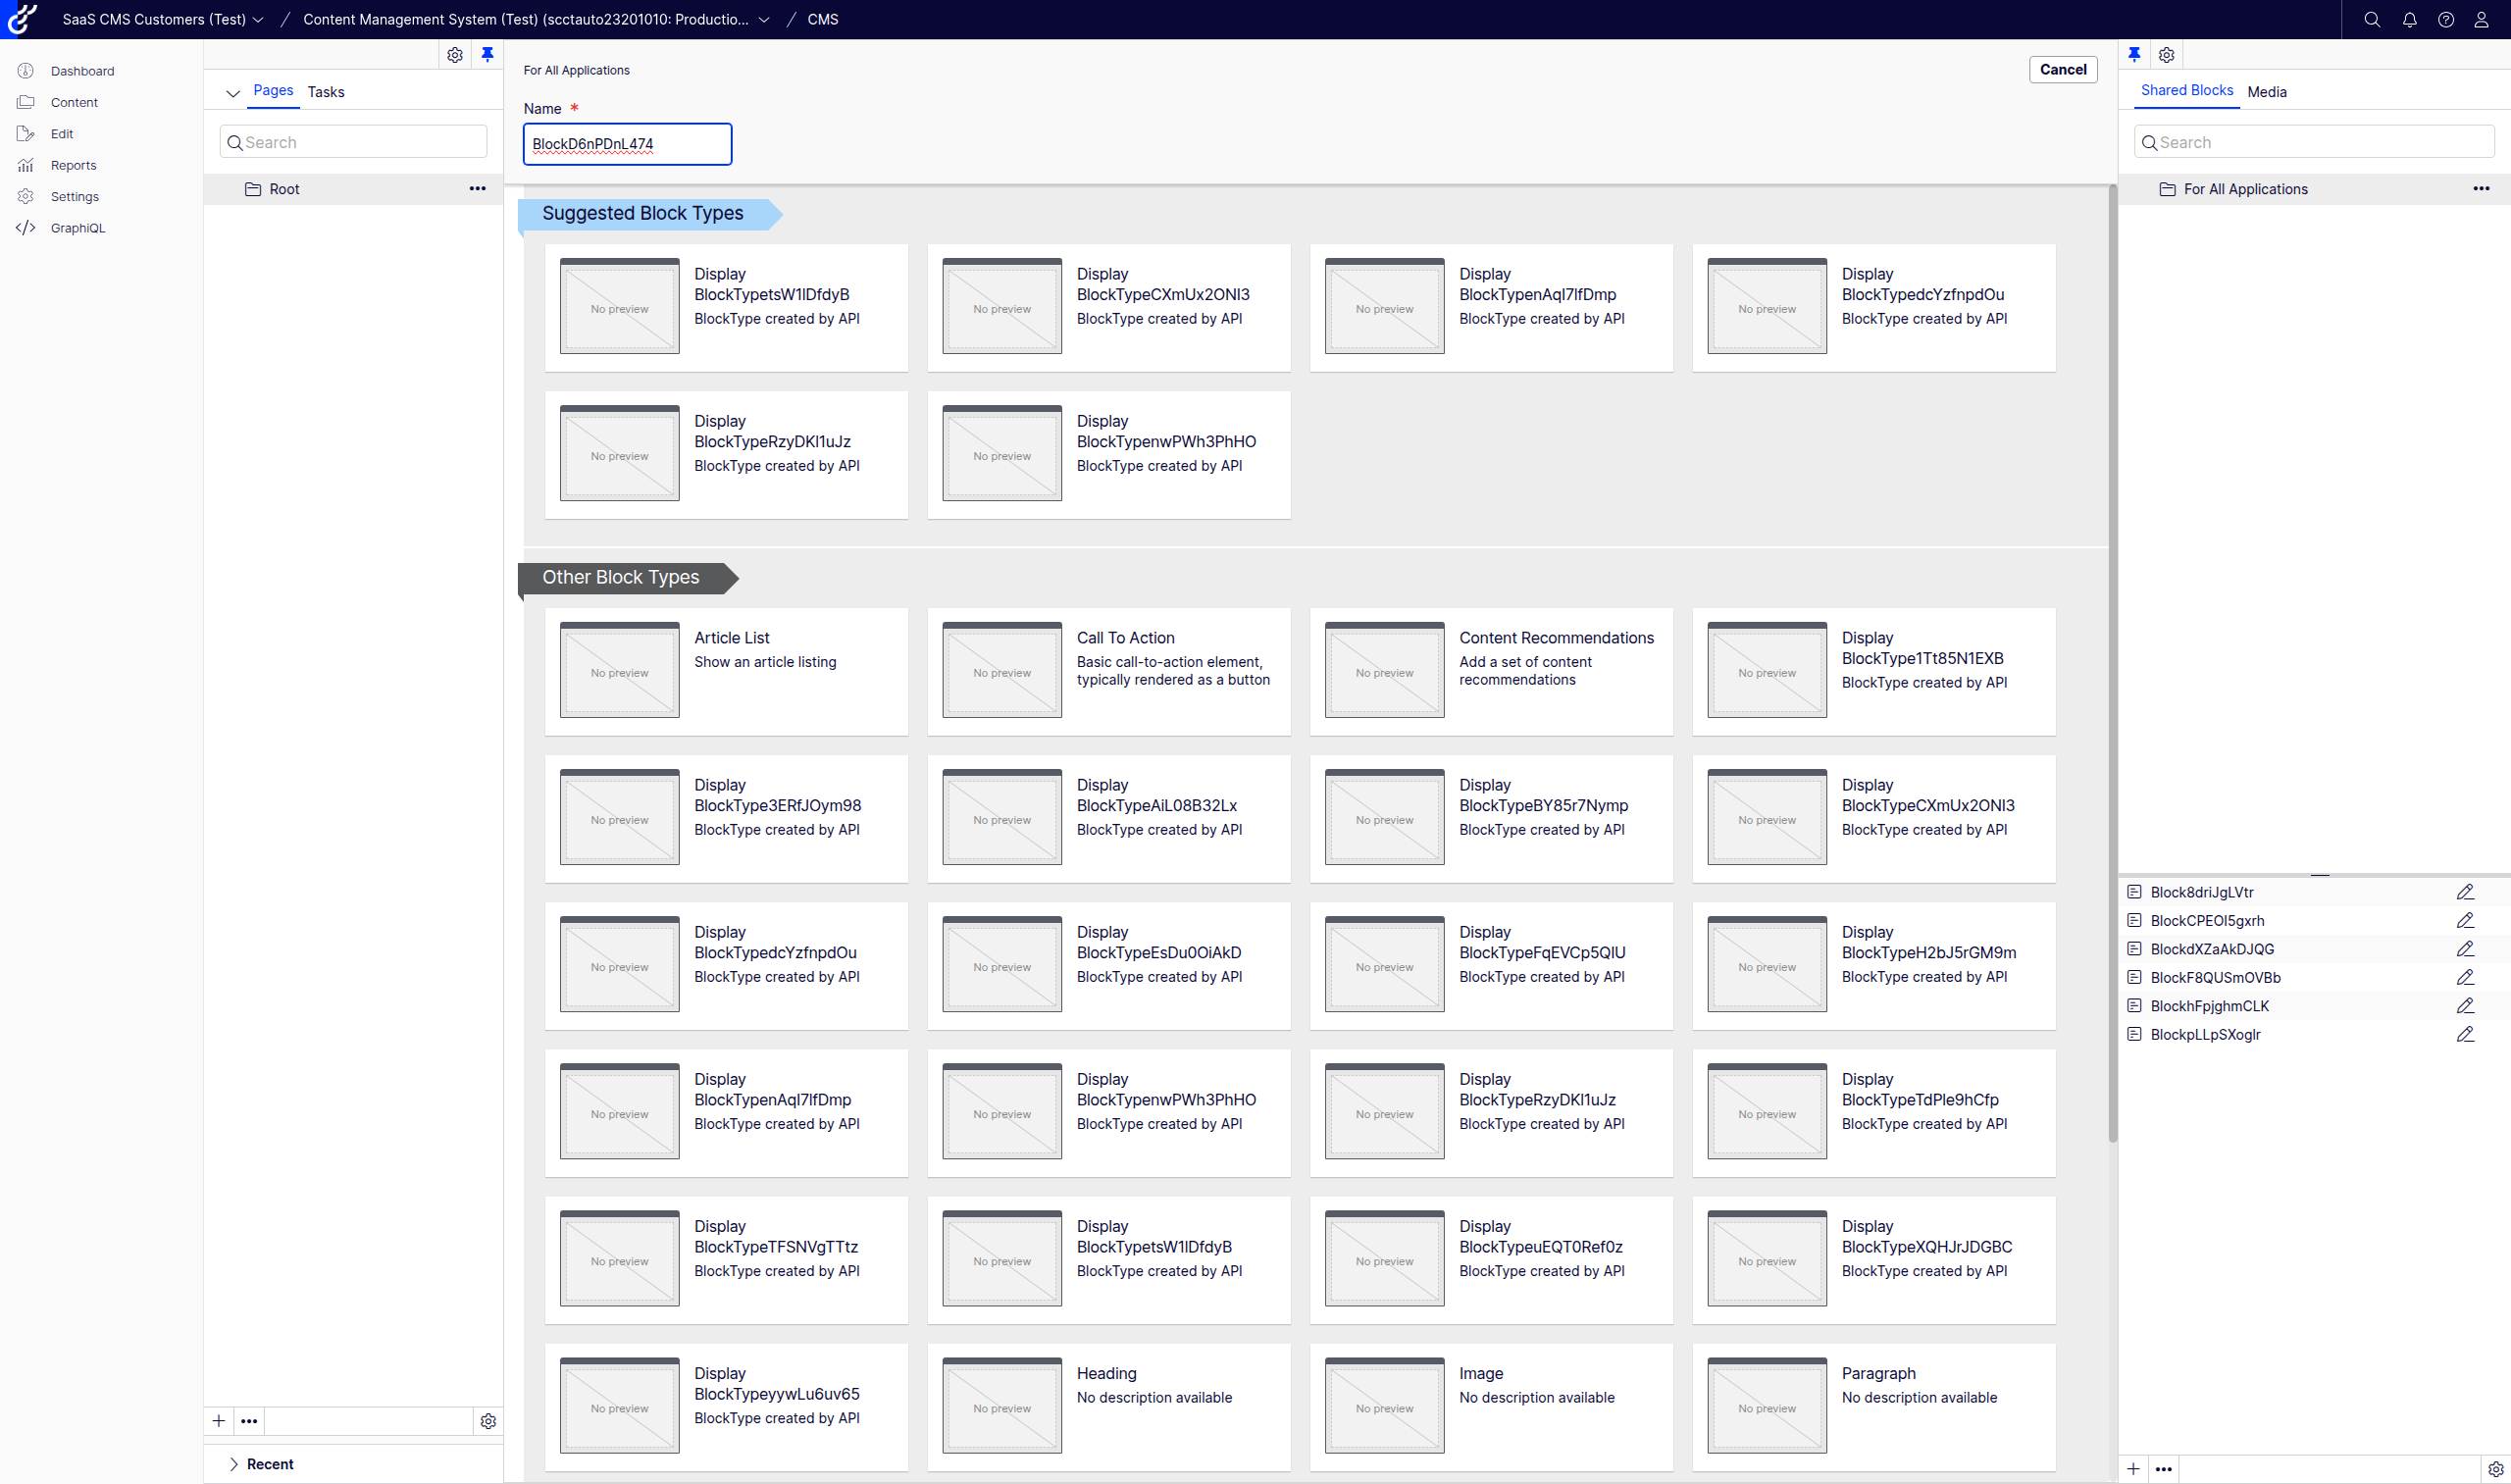 SaaS CMS Customers (Test) / Content Management System (Test) (scctauto23201010: Productio... / CMS
Dashboard
Content
Edit
Reports
Settings
GraphiQL
Pages Tasks
Search
Root
Recent
For All Applications
Cancel
Name *
BlockD6nPDnL474
Suggested Block Types
No preview
Display
BlockTypetsW1lDfdyB
BlockType created by API
No preview
Display
BlockTypeCXmUx2ONI3
BlockType created by API
No preview
Display
BlockTypenAql7lfDmp
BlockType created by API
No preview
Display
BlockTypedcYzfnpdOu
BlockType created by API
No preview
Display
BlockTypeRzyDKl1uJz
BlockType created by API
No preview
Display
BlockTypenwPWh3PhHO
BlockType created by API
Other Block Types
No preview
Article List
Show an article listing
No preview
Call To Action
Basic call-to-action element,
typically rendered as a button
No preview
Content Recommendations
Add a set of content
recommendations
No preview
Display
BlockType1Tt85N1EXB
BlockType created by API
No preview
Display
BlockType3ERfJOym98
BlockType created by API
No preview
Display
BlockTypeAiL08B32Lx
BlockType created by API
No preview
Display
BlockTypeBY85r7Nymp
BlockType created by API
No preview
Display
BlockTypeCXmUx2ONI3
BlockType created by API
No preview
Display
BlockTypedcYzfnpdOu
BlockType created by API
No preview
Display
BlockTypeEsDu0OiAkD
BlockType created by API
No preview
Display
BlockTypeFqEVCp5QIU
BlockType created by API
No preview
Display
BlockTypeH2bJ5rGM9m
BlockType created by API
No preview
Display
BlockTypenAql7lfDmp
BlockType created by API
No preview
Display
BlockTypenwPWh3PhHO
BlockType created by API
No preview
Display
BlockTypeRzyDKl1uJz
BlockType created by API
No preview
Display
BlockTypeTdPle9hCfp
BlockType created by API
No preview
Display
BlockTypeTFSNVgTTtz
BlockType created by API
No preview
Display
BlockTypetsW1lDfdyB
BlockType created by API
No preview
Display
BlockTypeuEQT0Ref0z
BlockType created by API
No preview
Display
BlockTypeXQHJrJDGBC
BlockType created by API
No preview
Display
BlockTypeyywLu6uv65
BlockType created by API
No preview
Heading
No description available
No preview
Image
No description available
No preview
Paragraph
No description available
Shared Blocks Media
Search
For All Applications
Block8driJgLVtr
BlockCPEOI5gxrh
BlockdXZaAkDJQG
BlockF8QUSmOVBb
BlockhFpjghmCLK
BlockpLLpSXoglr